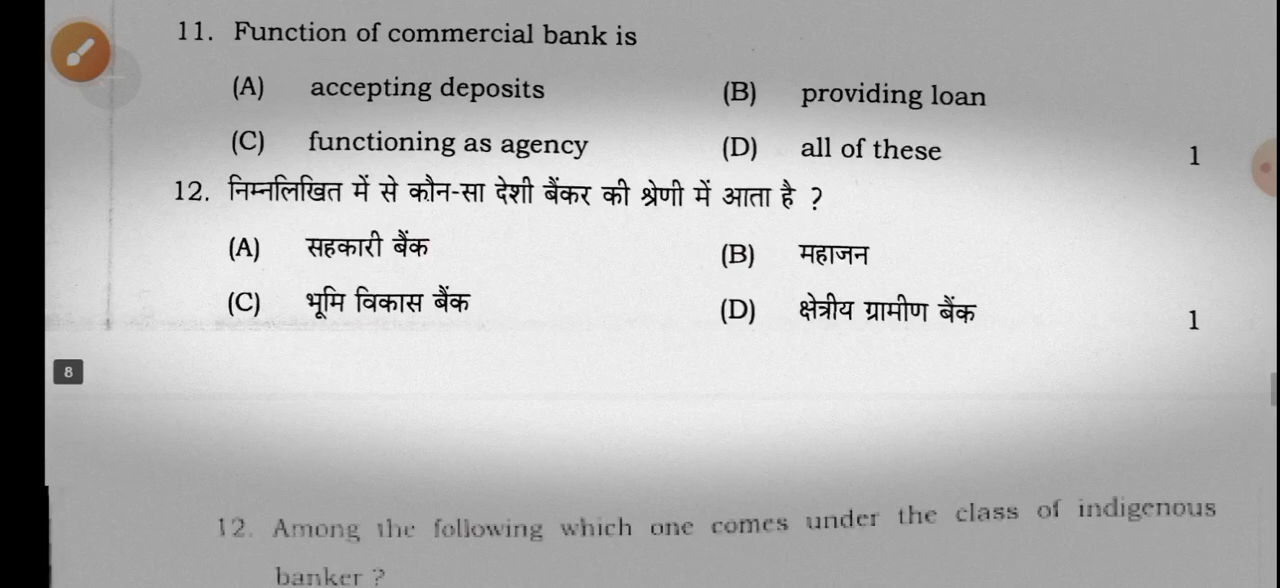 11. Function of commercial bank is
(A) accepting deposits (B) providing loan
(C) functioning as agency (D) all of these 1
12. निम्नलिखित में से कौन-सा देशी बैंकर की श्रेणी में आता है ?
(A) सहकारी बैंक (B) महाजन
(C) भूमि विकास बैंक (D) क्षेत्रीय ग्रामीण बैंक 1
8
12. Among the following which one comes under the class of indigenous
banker ?